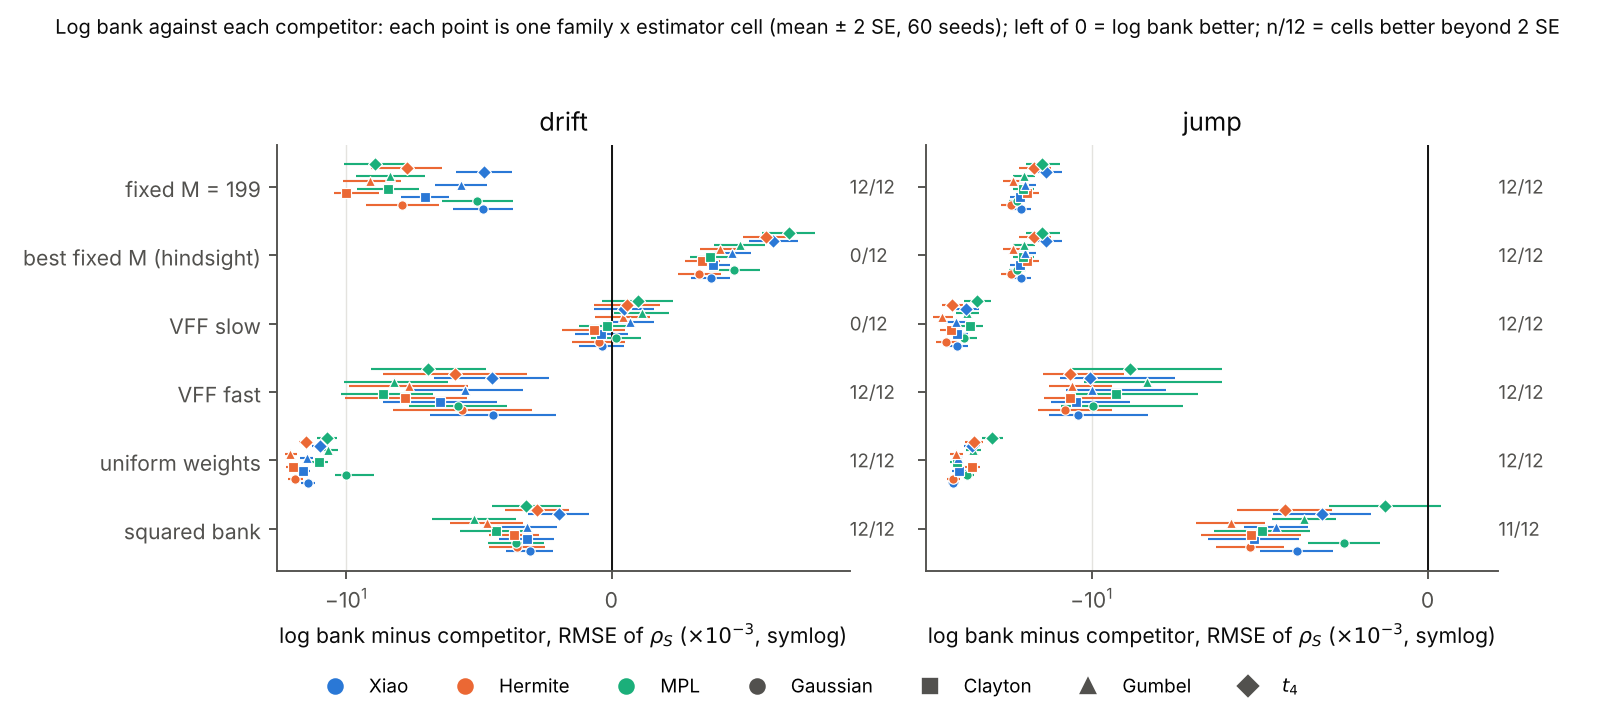 Log bank against each competitor: each point is one family x estimator cell (mean ± 2 SE, 60 seeds); left of 0 = log bank better; n/12 = cells better beyond 2 SE
drift
jump
fixed M = 199
12/12
12/12
best fixed M (hindsight)
0/12
12/12
VFF slow
0/12
12/12
VFF fast
12/12
12/12
uniform weights
12/12
12/12
squared bank
12/12
11/12
−10¹
0
−10¹
0
log bank minus competitor, RMSE of ρ_S (×10⁻³, symlog)
log bank minus competitor, RMSE of ρ_S (×10⁻³, symlog)
Xiao Hermite MPL Gaussian Clayton Gumbel t₄